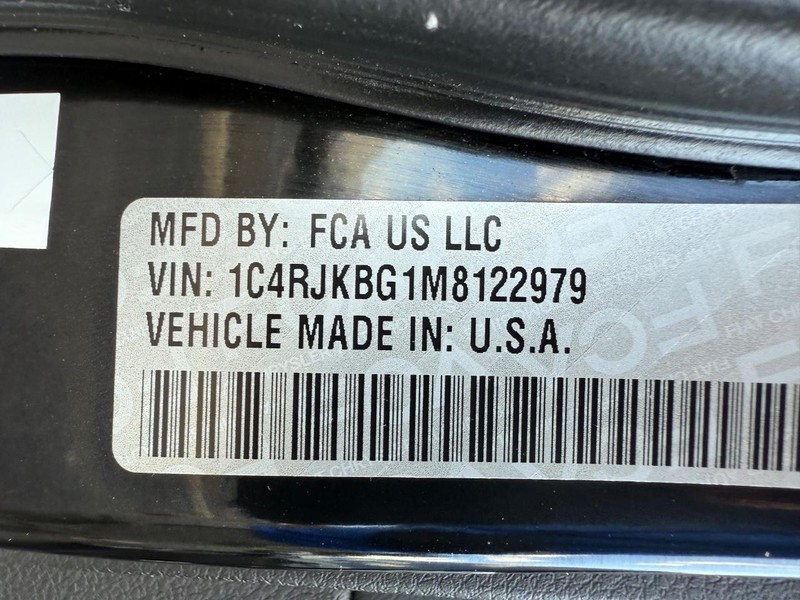 MFD BY: FCA US LLC
VIN: 1C4RJKBG1M8122979
VEHICLE MADE IN: U.S.A.